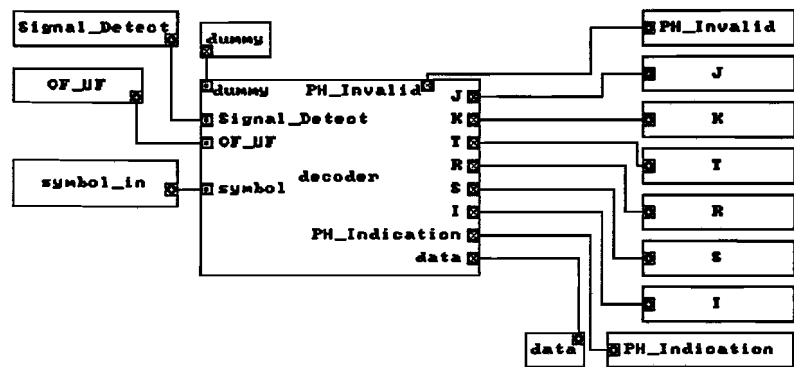 Signal_Detect
dummy
PH_Invalid
OF_UF
J
dummy
PH_Invalid
J
Signal_Detect
K
K
OF_UF
T
T
symbol_in
symbol
decoder
R
S
R
I
S
PH_Indication
data
I
data
PH_Indication